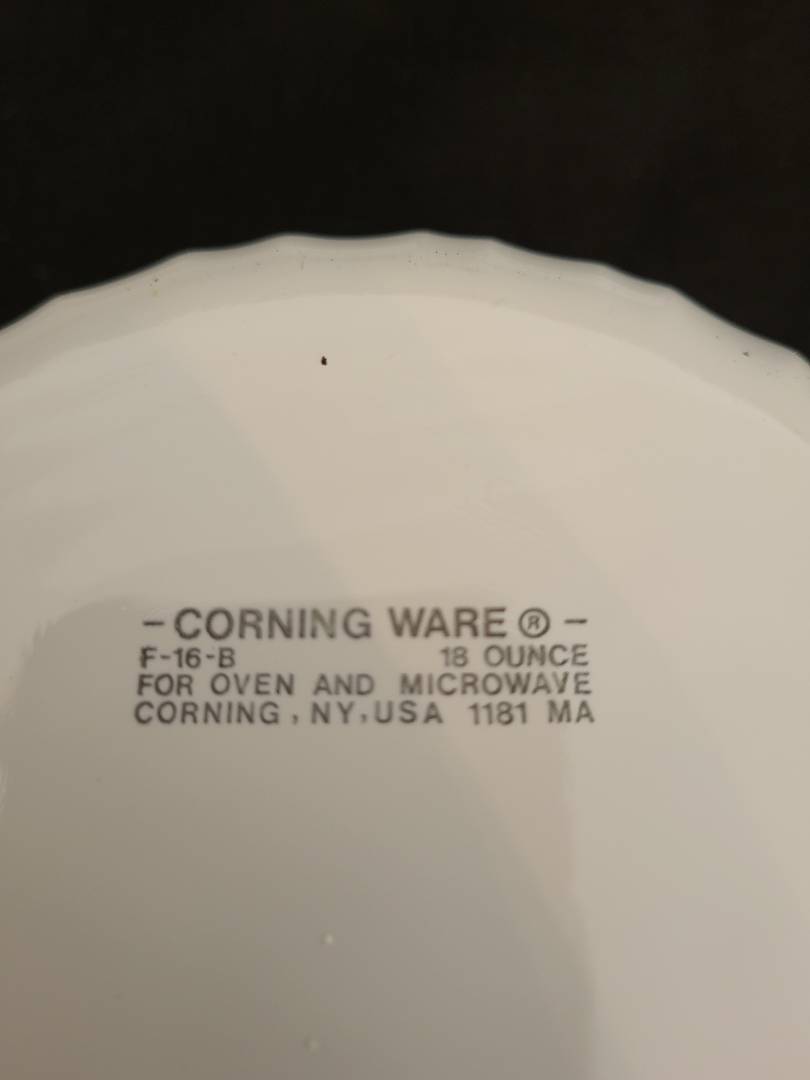 - CORNING WARE ® -
F-16-B 18 OUNCE
FOR OVEN AND MICROWAVE
CORNING, NY, USA 1181 MA